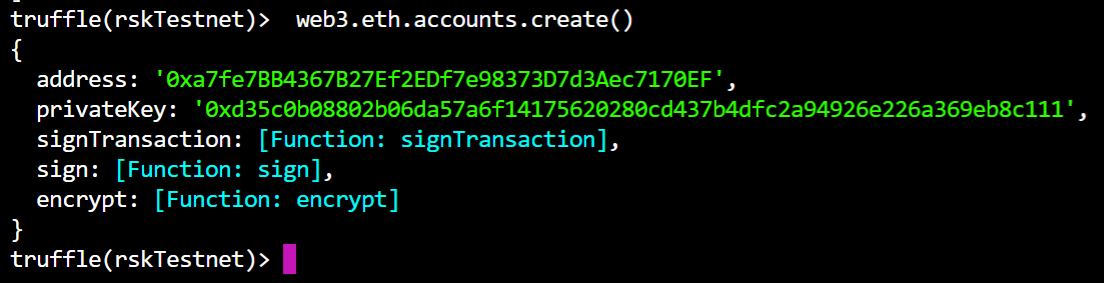 truffle(rskTestnet)> web3.eth.accounts.create()
{
address: '0xa7fe7BB4367B27Ef2EDf7e98373D7d3Aec7170EF',
privateKey: '0xd35c0b08802b06da57a6f14175620280cd437b4dfc2a94926e226a369eb8c111',
signTransaction: [Function: signTransaction],
sign: [Function: sign],
encrypt: [Function: encrypt]
}
truffle(rskTestnet)>